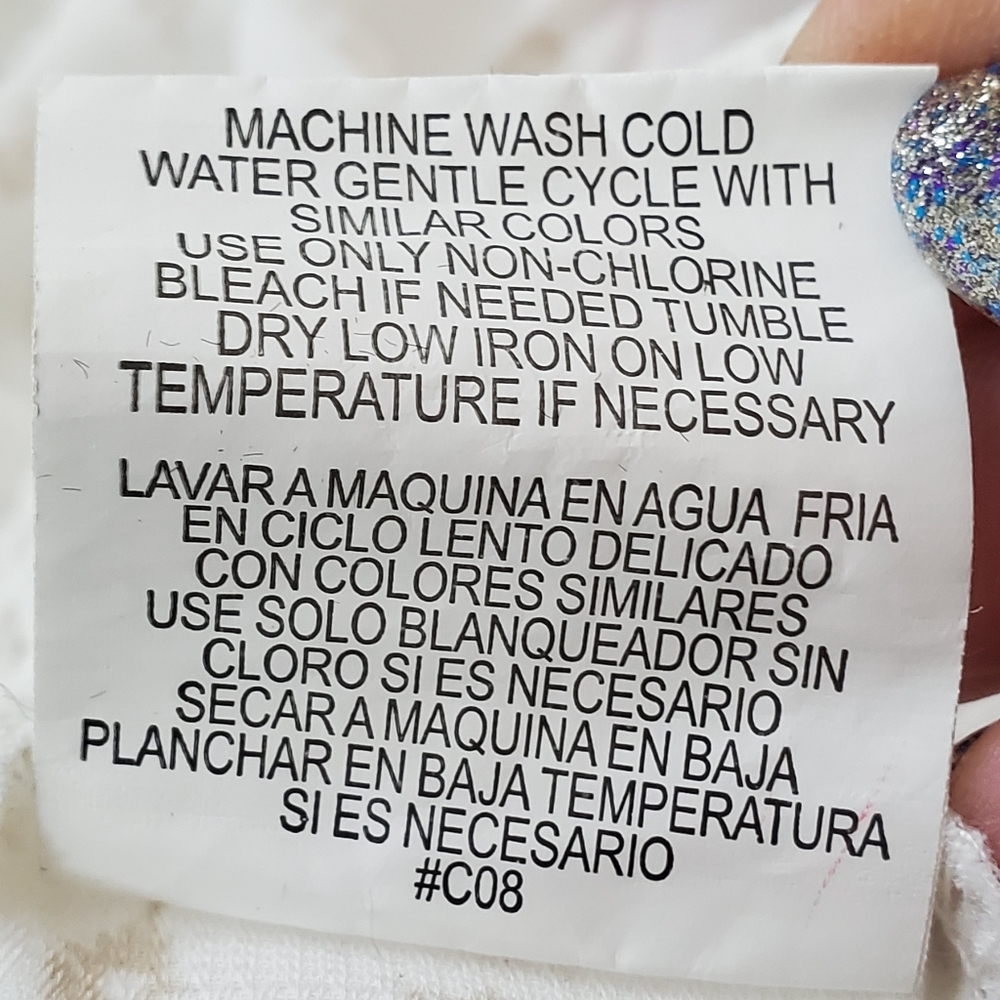 MACHINE WASH COLD
WATER GENTLE CYCLE WITH
SIMILAR COLORS
USE ONLY NON-CHLORINE
BLEACH IF NEEDED TUMBLE
DRY LOW IRON ON LOW
TEMPERATURE IF NECESSARY
LAVAR A MAQUINA EN AGUA FRIA
EN CICLO LENTO DELICADO
CON COLORES SIMILARES
USE SOLO BLANQUEADOR SIN
CLORO SI ES NECESARIO
SECAR A MAQUINA EN BAJA
PLANCHAR EN BAJA TEMPERATURA
SI ES NECESARIO
#C08